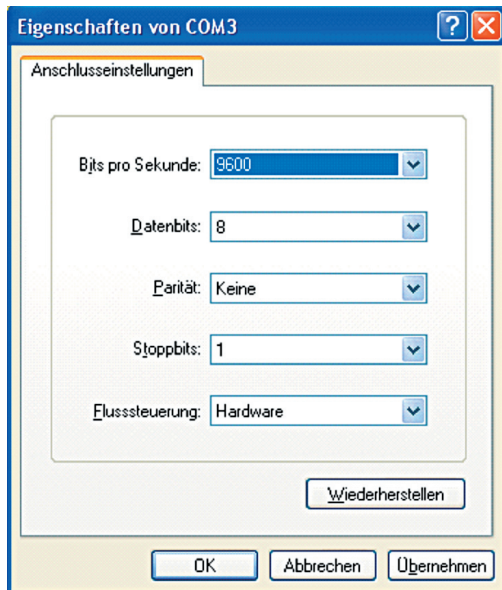 Eigenschaften von COM3
Anschlusseinstellungen
Bits pro Sekunde: 9600
Datenbits: 8
Parität: Keine
Stoppbits: 1
Flusssteuerung: Hardware
Wiederherstellen
OK Abbrechen Übernehmen